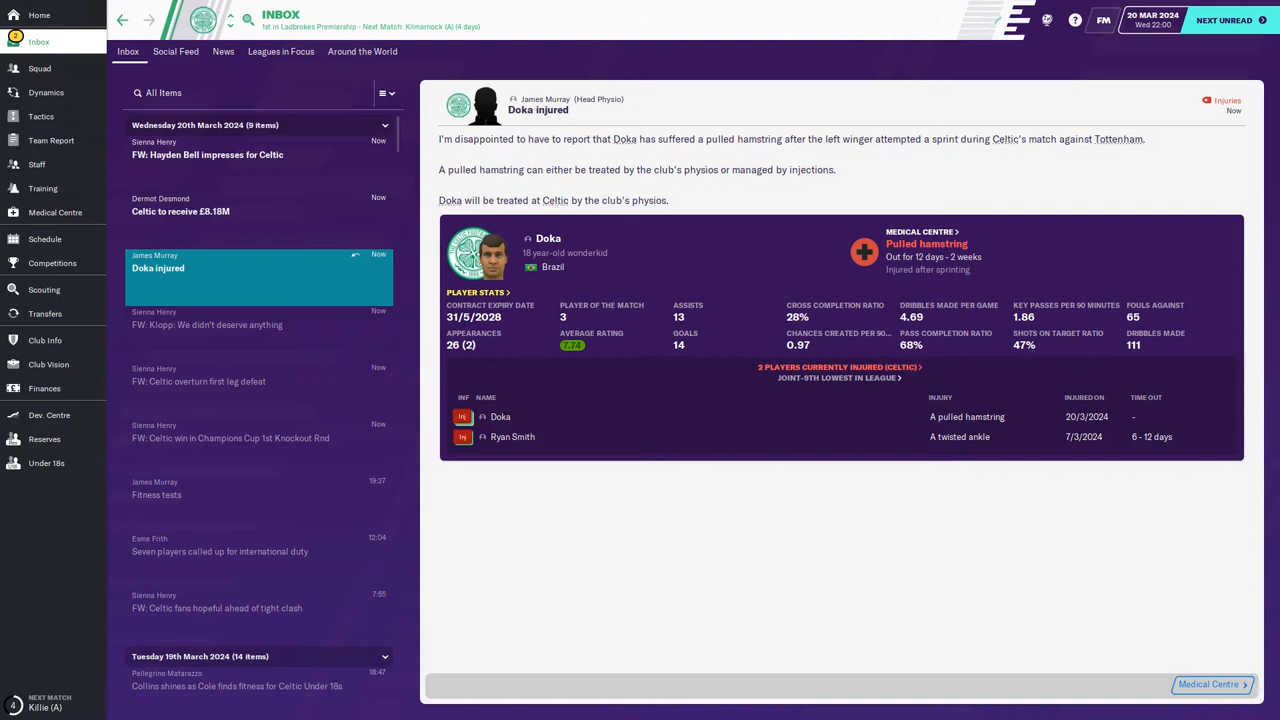 Home
2
Inbox
Squad
Dynamics
Tactics
Team Report
Staff
Training
Medical Centre
Schedule
Competitions
Scouting
Transfers
Club Info
Club Vision
Finances
Dev. Centre
Reserves
Under 18s
NEXT MATCH
Killie (A)
INBOX
1st in Ladbrokes Premiership - Next Match: Kilmarnock (A) (4 days)
?
FM
20 MAR 2024
Wed 22:00
NEXT UNREAD
Inbox Social Feed News Leagues in Focus Around the World
All Items
Wednesday 20th March 2024 (9 items)
Sienna Henry Now
FW: Hayden Bell impresses for Celtic
Dermot Desmond Now
Celtic to receive £8.18M
James Murray Now
Doka injured
Sienna Henry Now
FW: Klopp: We didn't deserve anything
Sienna Henry Now
FW: Celtic overturn first leg defeat
Sienna Henry Now
FW: Celtic win in Champions Cup 1st Knockout Rnd
James Murray 19:27
Fitness tests
Esme Frith 12:04
Seven players called up for international duty
Sienna Henry 7:55
FW: Celtic fans hopeful ahead of tight clash
Tuesday 19th March 2024 (14 items)
Pellegrino Matarazzo 18:47
Collins shines as Cole finds fitness for Celtic Under 18s
James Murray (Head Physio)
Doka injured
Injuries
Now
I'm disappointed to have to report that Doka has suffered a pulled hamstring after the left winger attempted a sprint during Celtic's match against Tottenham.
A pulled hamstring can either be treated by the club's physios or managed by injections.
Doka will be treated at Celtic by the club's physios.
Doka
18 year-old wonderkid
Brazil
MEDICAL CENTRE >
Pulled hamstring
Out for 12 days - 2 weeks
Injured after sprinting
PLAYER STATS >
CONTRACT EXPIRY DATE PLAYER OF THE MATCH ASSISTS CROSS COMPLETION RATIO DRIBBLES MADE PER GAME KEY PASSES PER 90 MINUTES FOULS AGAINST
31/5/2028 3 13 28% 4.69 1.86 65
APPEARANCES AVERAGE RATING GOALS CHANCES CREATED PER 90... PASS COMPLETION RATIO SHOTS ON TARGET RATIO DRIBBLES MADE
26 (2) 7.74 14 0.97 68% 47% 111
2 PLAYERS CURRENTLY INJURED (CELTIC) >
JOINT-9TH LOWEST IN LEAGUE >
INF NAME INJURY INJURED ON TIME OUT
Inj Doka A pulled hamstring 20/3/2024 -
Inj Ryan Smith A twisted ankle 7/3/2024 6 - 12 days
Medical Centre >